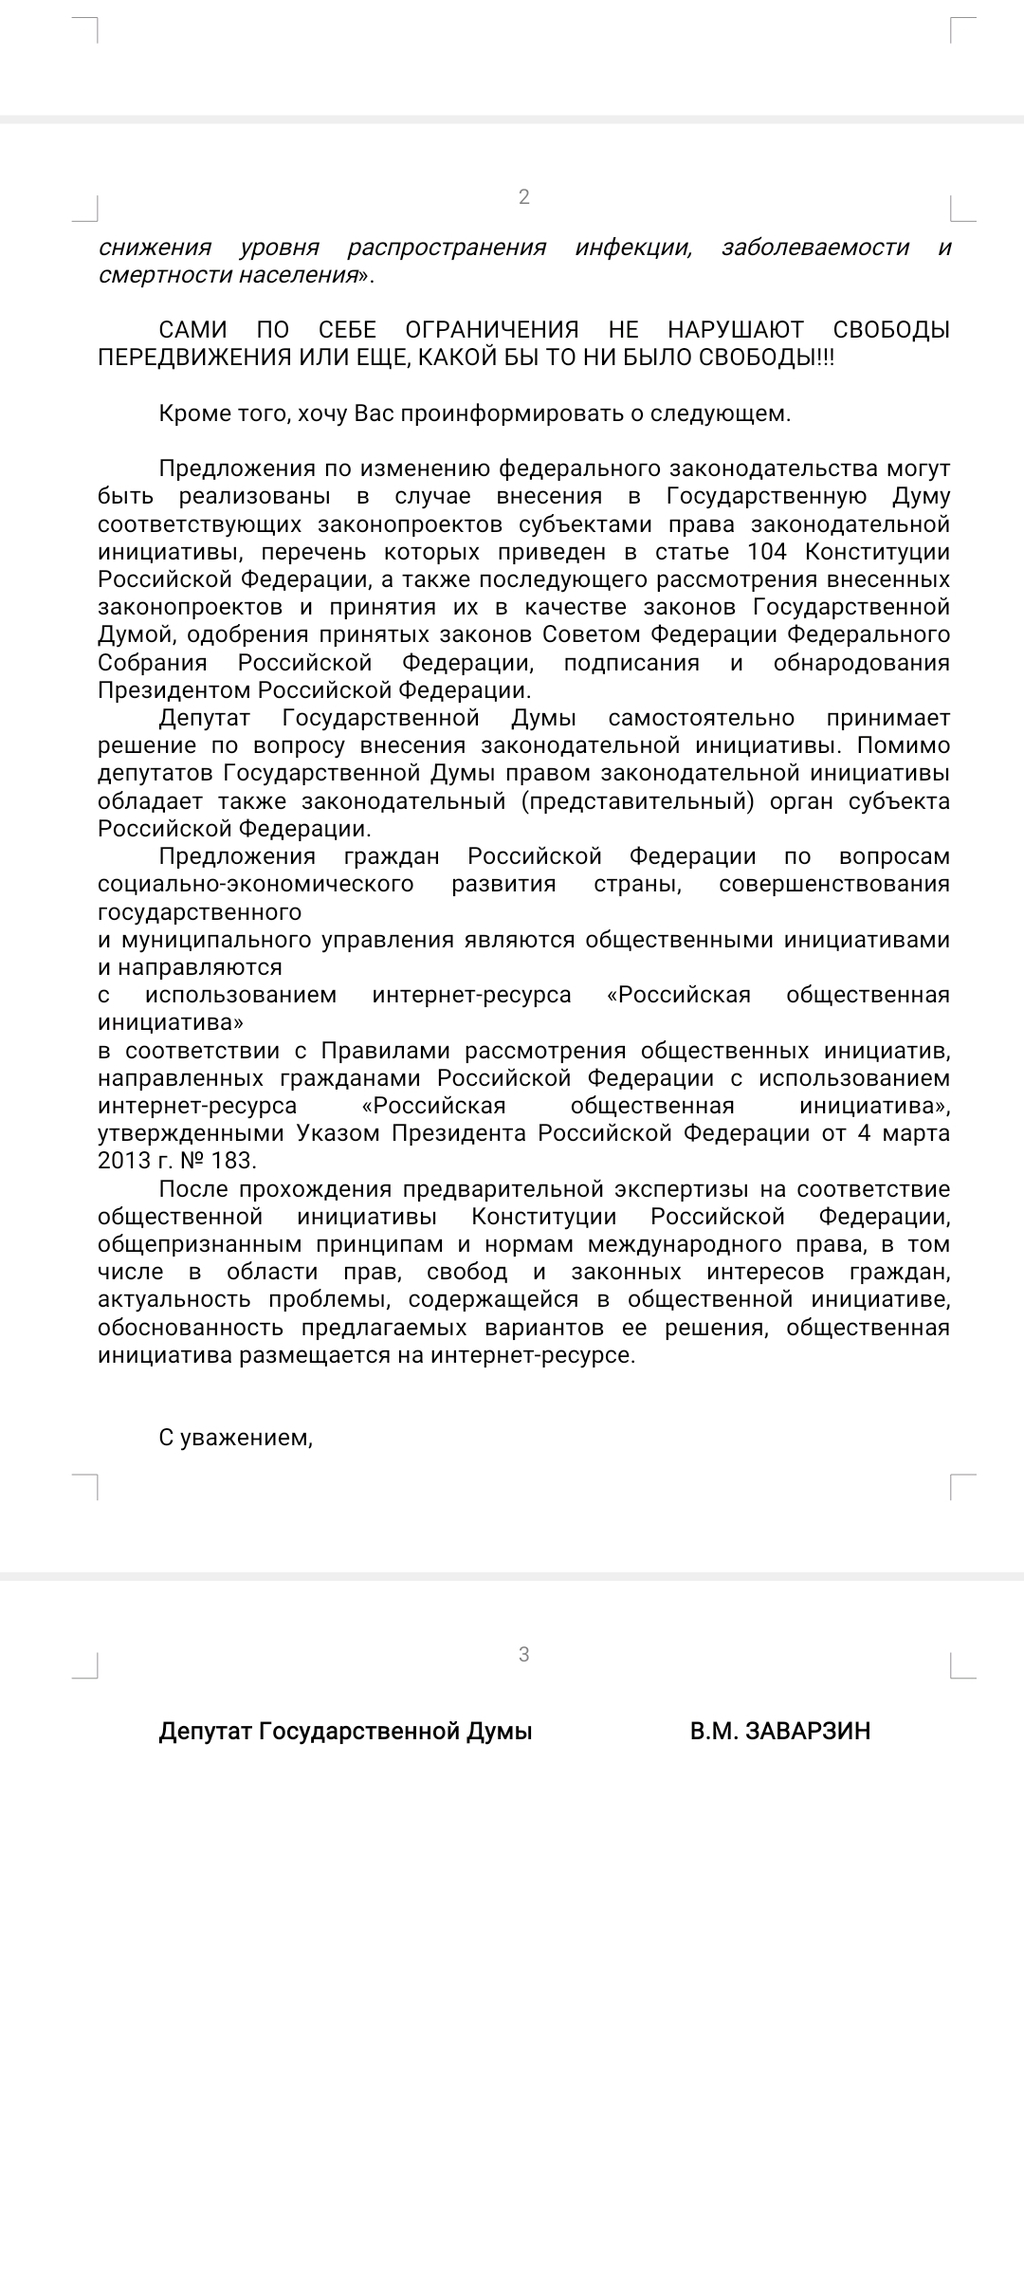 2
снижения уровня распространения инфекции, заболеваемости и
смертности населения».
САМИ ПО СЕБЕ ОГРАНИЧЕНИЯ НЕ НАРУШАЮТ СВОБОДЫ
ПЕРЕДВИЖЕНИЯ ИЛИ ЕЩЕ, КАКОЙ БЫ ТО НИ БЫЛО СВОБОДЫ!!!
Кроме того, хочу Вас проинформировать о следующем.
Предложения по изменению федерального законодательства могут
быть реализованы в случае внесения в Государственную Думу
соответствующих законопроектов субъектами права законодательной
инициативы, перечень которых приведен в статье 104 Конституции
Российской Федерации, а также последующего рассмотрения внесенных
законопроектов и принятия их в качестве законов Государственной
Думой, одобрения принятых законов Советом Федерации Федерального
Собрания Российской Федерации, подписания и обнародования
Президентом Российской Федерации.
Депутат Государственной Думы самостоятельно принимает
решение по вопросу внесения законодательной инициативы. Помимо
депутатов Государственной Думы правом законодательной инициативы
обладает также законодательный (представительный) орган субъекта
Российской Федерации.
Предложения граждан Российской Федерации по вопросам
социально-экономического развития страны, совершенствования
государственного
и муниципального управления являются общественными инициативами
и направляются
с использованием интернет-ресурса «Российская общественная
инициатива»
в соответствии с Правилами рассмотрения общественных инициатив,
направленных гражданами Российской Федерации с использованием
интернет-ресурса «Российская общественная инициатива»,
утвержденными Указом Президента Российской Федерации от 4 марта
2013 г. № 183.
После прохождения предварительной экспертизы на соответствие
общественной инициативы Конституции Российской Федерации,
общепризнанным принципам и нормам международного права, в том
числе в области прав, свобод и законных интересов граждан,
актуальность проблемы, содержащейся в общественной инициативе,
обоснованность предлагаемых вариантов ее решения, общественная
инициатива размещается на интернет-ресурсе.
С уважением,
3
Депутат Государственной Думы В.М. ЗАВАРЗИН